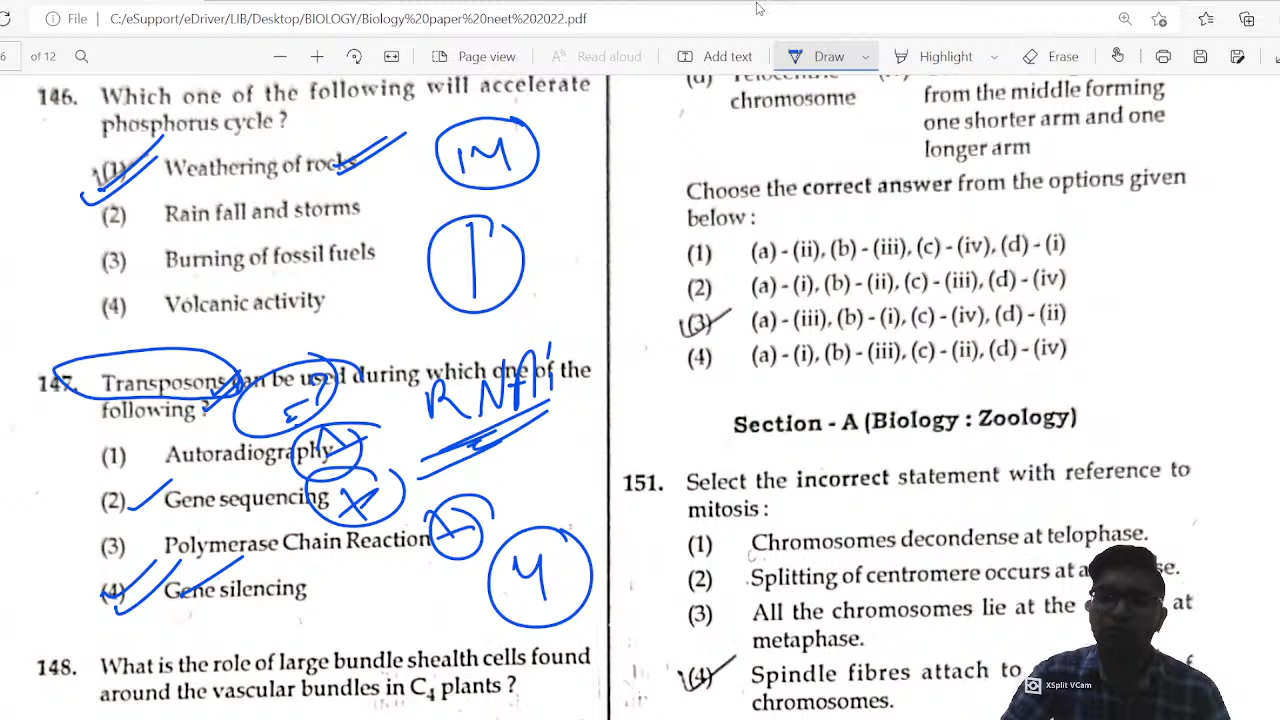 File
C:/eSupport/eDriver/LIB/Desktop/BIOLOGY/Biology%20paper%20neet%202022.pdf
6 of 12
Page view
Read aloud
Add text
Draw
Highlight
Erase
146. Which one of the following will accelerate
phosphorus cycle ?
(1) Weathering of rocks
(2) Rain fall and storms
(3) Burning of fossil fuels
(4) Volcanic activity
147. Transposons can be used during which one of the
following ?
RNAi
(1) Autoradiography
(2) Gene sequencing
(3) Polymerase Chain Reaction
(4) Gene silencing
4
148. What is the role of large bundle shealth cells found
around the vascular bundles in C4 plants ?
(d) Telocentric
chromosome
from the middle forming
one shorter arm and one
longer arm
Choose the correct answer from the options given
below :
(1) (a) - (ii), (b) - (iii), (c) - (iv), (d) - (i)
(2) (a) - (i), (b) - (ii), (c) - (iii), (d) - (iv)
(3) (a) - (iii), (b) - (i), (c) - (iv), (d) - (ii)
(4) (a) - (i), (b) - (iii), (c) - (ii), (d) - (iv)
Section - A (Biology : Zoology)
151. Select the incorrect statement with reference to
mitosis :
(1) Chromosomes decondense at telophase.
(2) Splitting of centromere occurs at
(3) All the chromosomes lie at the at
metaphase.
(4) Spindle fibres attach to
chromosomes.
XSplit VCam